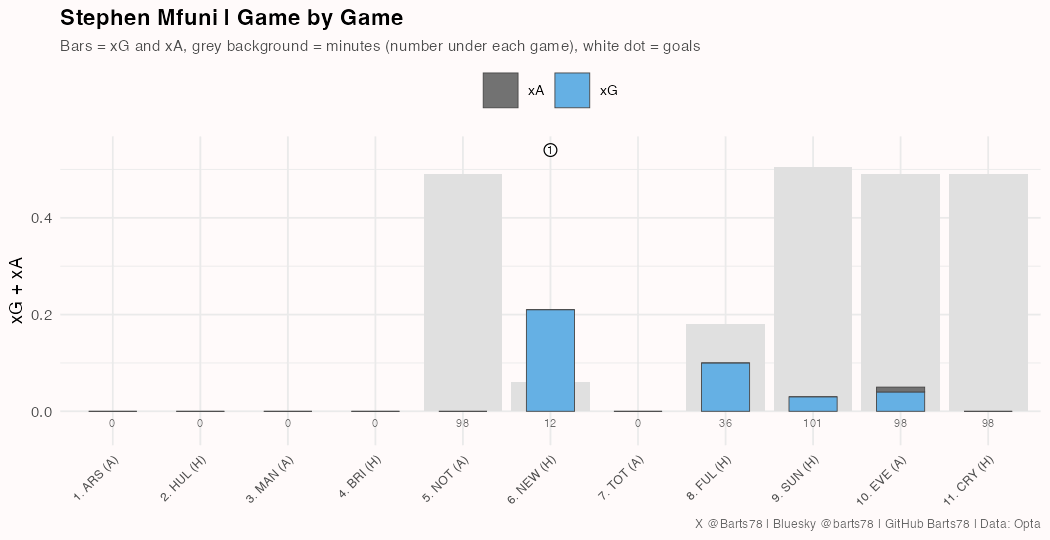 Stephen Mfuni | Game by Game
Bars = xG and xA, grey background = minutes (number under each game), white dot = goals
xA xG
1
xG + xA
0.4
0.2
0.0
0 0 0 0 98 12 0 36 101 98 98
1. ARS (A) 2. HUL (H) 3. MAN (A) 4. BRI (H) 5. NOT (A) 6. NEW (H) 7. TOT (A) 8. FUL (H) 9. SUN (H) 10. EVE (A) 11. CRY (H)
X @Barts78 | Bluesky @barts78 | GitHub Barts78 | Data: Opta